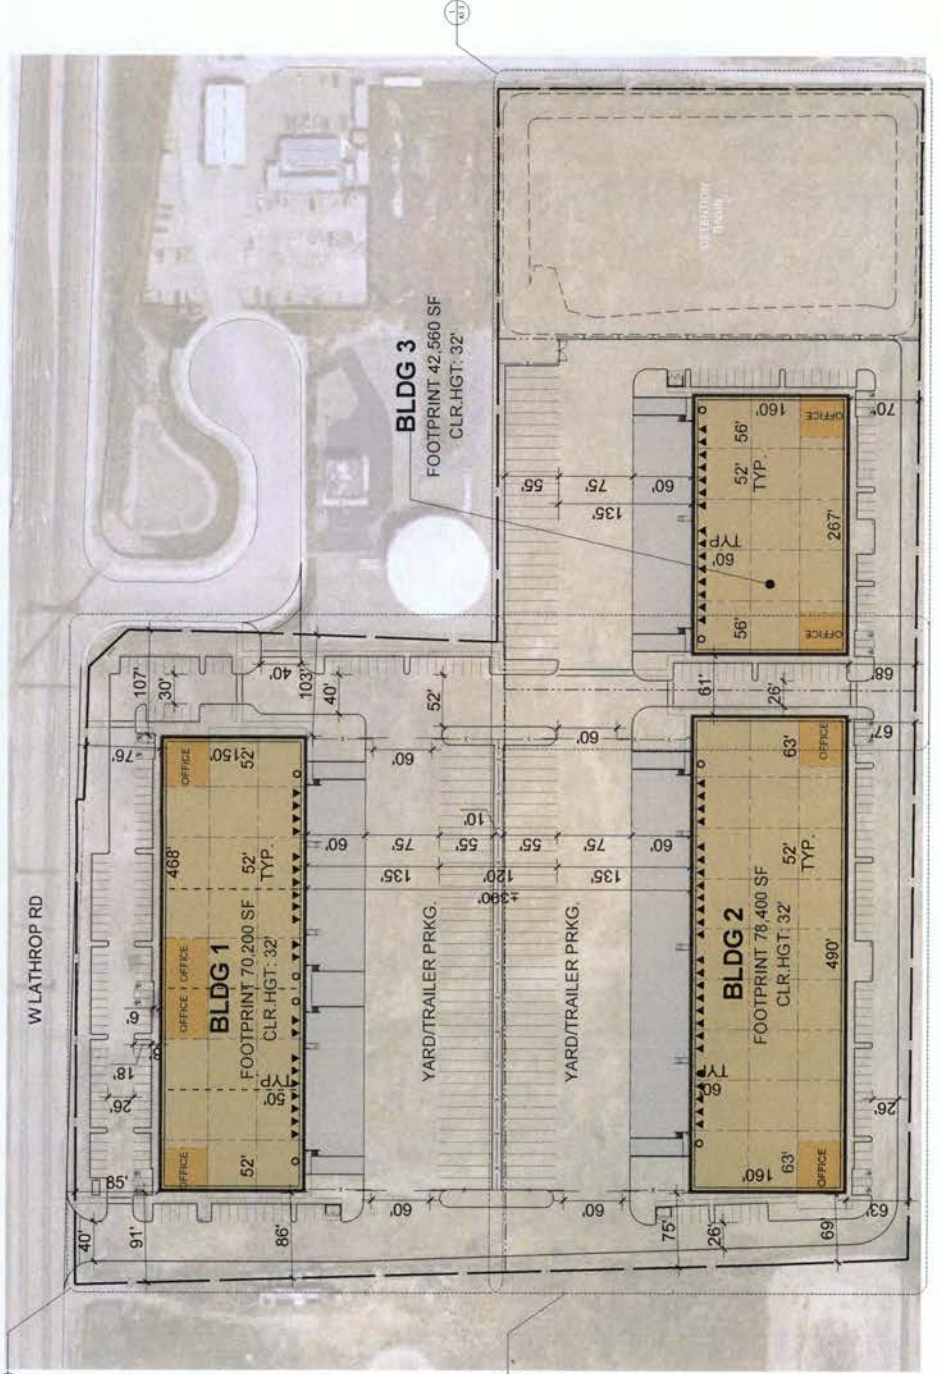 W LATHROP RD
BLDG 3
FOOTPRINT 42,560 SF
CLR.HGT: 32'
DETENTION
BASIN
BLDG 1
FOOTPRINT 70,200 SF
CLR.HGT: 32'
OFFICE
OFFICE
OFFICE
OFFICE
468'
150'
52'
52'
TYP.
52'
50'
TYP
YARD/TRAILER PRKG.
YARD/TRAILER PRKG.
BLDG 2
FOOTPRINT 78,400 SF
CLR.HGT: 32'
OFFICE
OFFICE
490'
160'
63'
63'
52'
TYP.
60'
TYP
OFFICE
OFFICE
267'
160'
56'
56'
52'
TYP.
60'
TYP
107'
30'
76'
40'
103'
40'
52'
60'
60'
60'
75'
55'
10'
55'
75'
60'
135'
120'
135'
±390'
55'
75'
60'
135'
61'
26'
70'
68'
67'
6'
18'
26'
85'
40'
91'
86'
60'
60'
75'
26'
69'
63'
26'